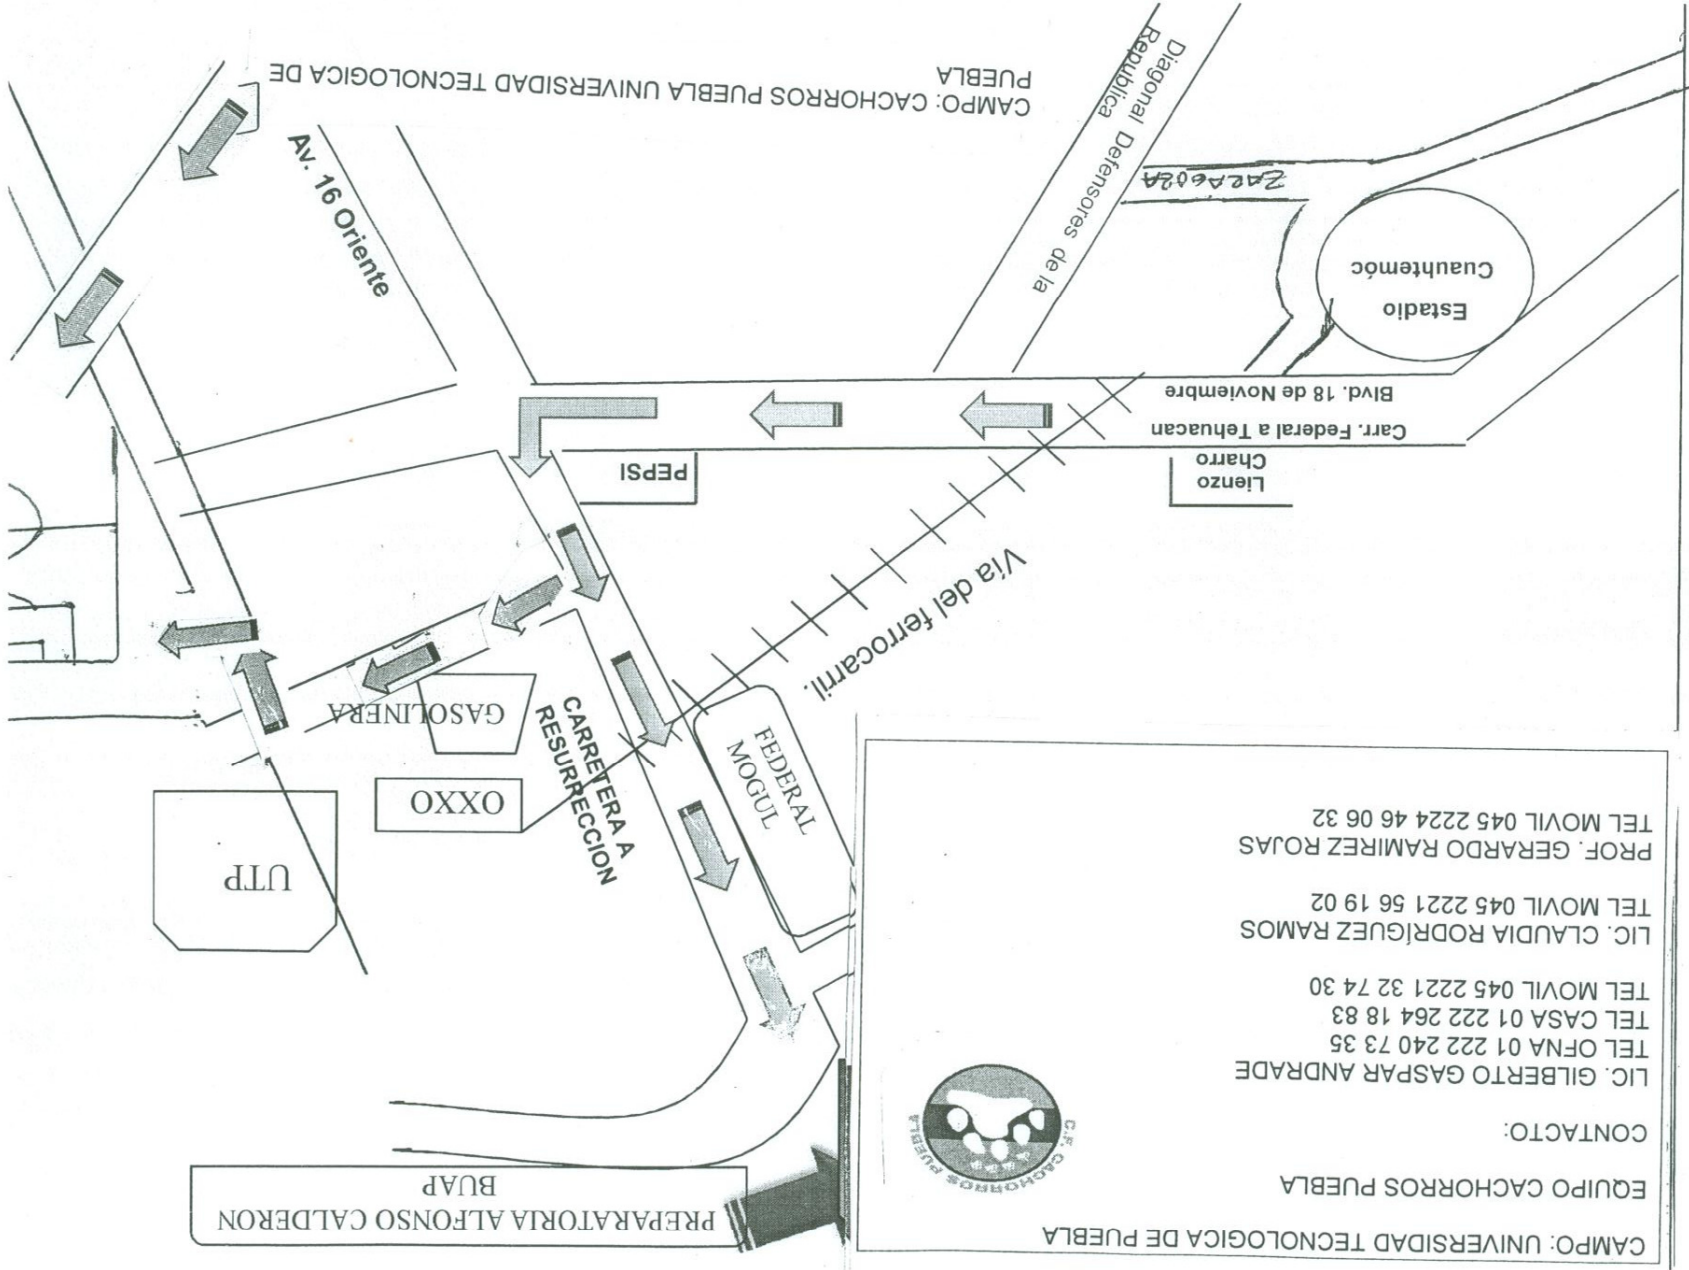 CAMPO: UNIVERSIDAD TECNOLOGICA DE PUEBLA
EQUIPO CACHORROS PUEBLA
CONTACTO:
LIC. GILBERTO GASPAR ANDRADE
TEL OFNA 01 222 240 73 35
TEL CASA 01 222 264 18 83
TEL MOVIL 045 2221 32 74 30
LIC. CLAUDIA RODRÍGUEZ RAMOS
TEL MOVIL 045 2221 56 19 02
PROF. GERARDO RAMIREZ ROJAS
TEL MOVIL 045 2224 46 06 32
C.F. CACHORROS PUEBLA
PREPARATORIA ALFONSO CALDERON
BUAP
UTP
OXXO
GASOLINERA
FEDERAL
MOGUL
CARRETERA A
RESURRECCION
Vía del ferrocarril.
Lienzo
Charro
PEPSI
Carr. Federal a Tehuacan
Blvd. 18 de Noviembre
Estadio
Cuauhtemóc
ZARAGOZA
Diagonal Defensores de la
Republica
Av. 16 Oriente
CAMPO: CACHORROS PUEBLA UNIVERSIDAD TECNOLOGICA DE
PUEBLA